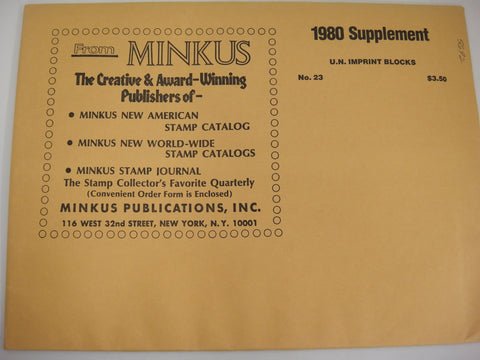 From MINKUS
The Creative & Award-Winning
Publishers of -
• MINKUS NEW AMERICAN
STAMP CATALOG
• MINKUS NEW WORLD-WIDE
STAMP CATALOGS
• MINKUS STAMP JOURNAL
The Stamp Collector's Favorite Quarterly
(Convenient Order Form is Enclosed)
MINKUS PUBLICATIONS, INC.
116 WEST 32nd STREET, NEW YORK, N.Y. 10001
1980 Supplement
U.N. IMPRINT BLOCKS
No. 23 $3.50